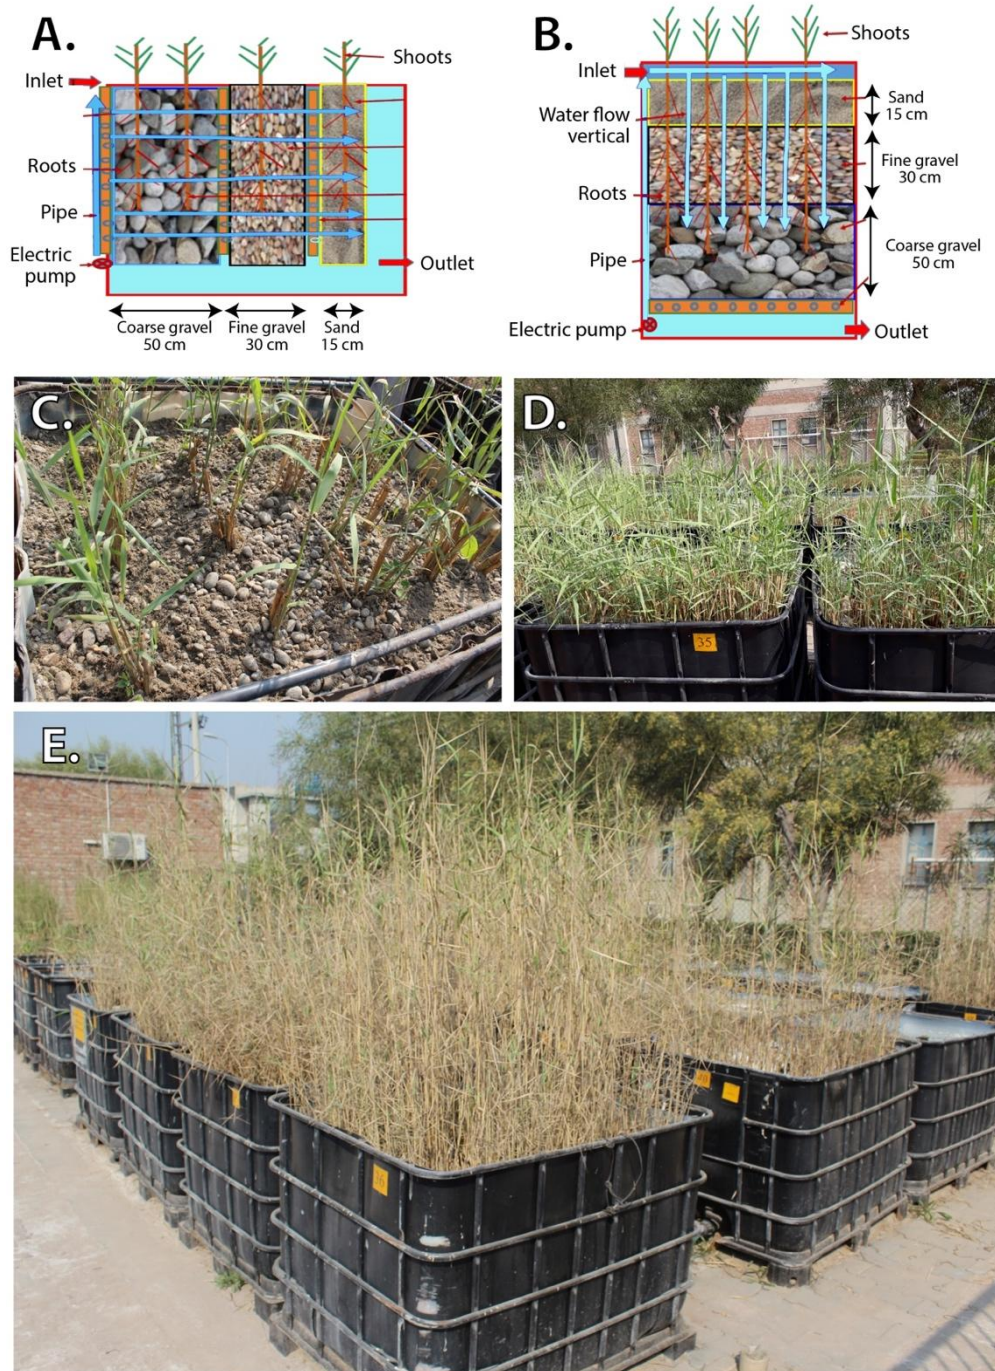 A.
Shoots
Inlet
Roots
Pipe
Electric
pump
Outlet
Coarse gravel
50 cm
Fine gravel
30 cm
Sand
15 cm
B.
Shoots
Inlet
Sand
15 cm
Water flow
vertical
Fine gravel
30 cm
Roots
Coarse gravel
50 cm
Pipe
Electric pump
Outlet
C.
D.
35
E.
36